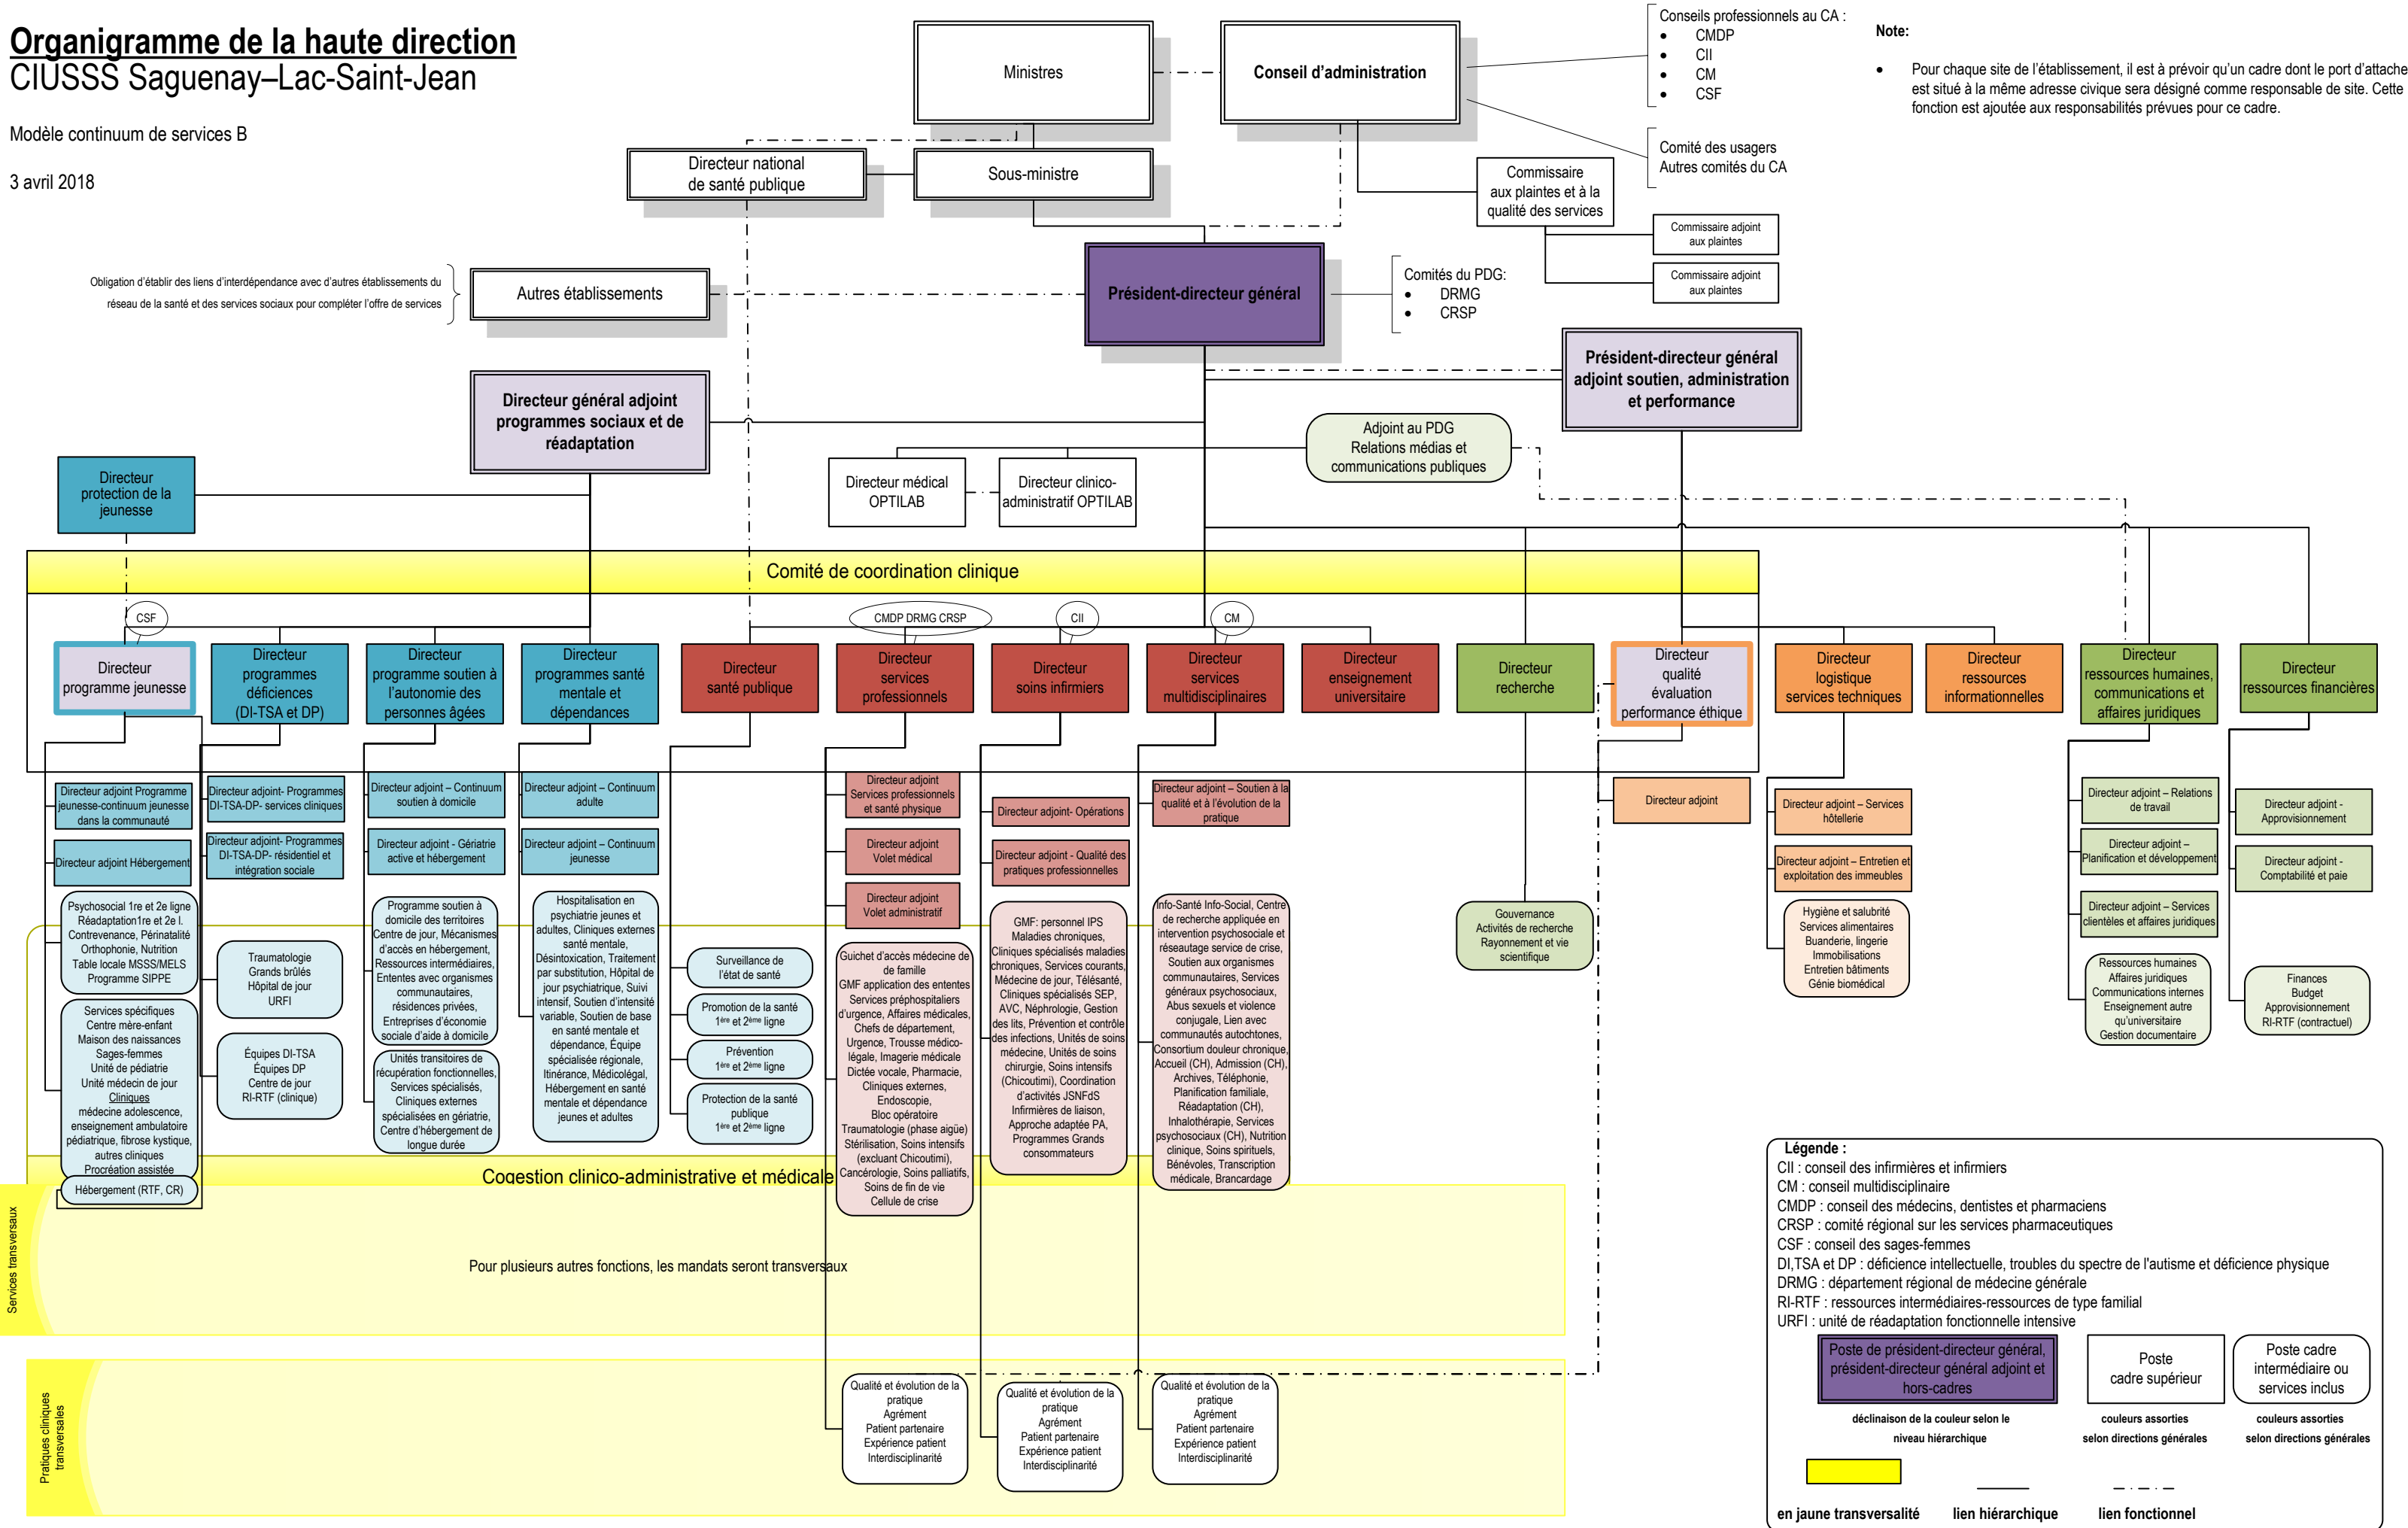 Organigramme de la haute direction
CIUSSS Saguenay–Lac-Saint-Jean
Modèle continuum de services B
3 avril 2018
Ministres
Conseil d'administration
Conseils professionnels au CA :
• CMDP
• CII
• CM
• CSF
Comité des usagers
Autres comités du CA
Note:
• Pour chaque site de l'établissement, il est à prévoir qu'un cadre dont le port d'attache
est situé à la même adresse civique sera désigné comme responsable de site. Cette
fonction est ajoutée aux responsabilités prévues pour ce cadre.
Directeur national
de santé publique
Sous-ministre
Commissaire
aux plaintes et à la
qualité des services
Commissaire adjoint
aux plaintes
Commissaire adjoint
aux plaintes
Obligation d'établir des liens d'interdépendance avec d'autres établissements du
réseau de la santé et des services sociaux pour compléter l'offre de services
Autres établissements
Président-directeur général
Comités du PDG:
• DRMG
• CRSP
Président-directeur général
adjoint soutien, administration
et performance
Directeur général adjoint
programmes sociaux et de
réadaptation
Adjoint au PDG
Relations médias et
communications publiques
Directeur
protection de la
jeunesse
Directeur médical
OPTILAB
Directeur clinico-
administratif OPTILAB
Comité de coordination clinique
CSF
CMDP DRMG CRSP
CII
CM
Directeur
programme jeunesse
Directeur
programmes
déficiences
(DI-TSA et DP)
Directeur
programme soutien à
l'autonomie des
personnes âgées
Directeur
programmes santé
mentale et
dépendances
Directeur
santé publique
Directeur
services
professionnels
Directeur
soins infirmiers
Directeur
services
multidisciplinaires
Directeur
enseignement
universitaire
Directeur
recherche
Directeur
qualité
évaluation
performance éthique
Directeur
logistique
services techniques
Directeur
ressources
informationnelles
Directeur
ressources humaines,
communications et
affaires juridiques
Directeur
ressources financières
Directeur adjoint Programme
jeunesse-continuum jeunesse
dans la communauté
Directeur adjoint Hébergement
Psychosocial 1re et 2e ligne
Réadaptation1re et 2e l.
Contrevenance, Périnatalité
Orthophonie, Nutrition
Table locale MSSS/MELS
Programme SIPPE
Services spécifiques
Centre mère-enfant
Maison des naissances
Sages-femmes
Unité de pédiatrie
Unité médecin de jour
Cliniques
médecine adolescence,
enseignement ambulatoire
pédiatrique, fibrose kystique,
autres cliniques
Procréation assistée
Hébergement (RTF, CR)
Directeur adjoint- Programmes
DI-TSA-DP- services cliniques
Directeur adjoint- Programmes
DI-TSA-DP- résidentiel et
intégration sociale
Traumatologie
Grands brûlés
Hôpital de jour
URFI
Équipes DI-TSA
Équipes DP
Centre de jour
RI-RTF (clinique)
Directeur adjoint – Continuum
soutien à domicile
Directeur adjoint - Gériatrie
active et hébergement
Programme soutien à
domicile des territoires
Centre de jour, Mécanismes
d'accès en hébergement,
Ressources intermédiaires,
Ententes avec organismes
communautaires,
résidences privées,
Entreprises d'économie
sociale d'aide à domicile
Unités transitoires de
récupération fonctionnelles,
Services spécialisés,
Cliniques externes
spécialisées en gériatrie,
Centre d'hébergement de
longue durée
Directeur adjoint – Continuum
adulte
Directeur adjoint – Continuum
jeunesse
Hospitalisation en
psychiatrie jeunes et
adultes, Cliniques externes
santé mentale,
Désintoxication, Traitement
par substitution, Hôpital de
jour psychiatrique, Suivi
intensif, Soutien d'intensité
variable, Soutien de base
en santé mentale et
dépendance, Équipe
spécialisée régionale,
Itinérance, Médicolégal,
Hébergement en santé
mentale et dépendance
jeunes et adultes
Surveillance de
l'état de santé
Promotion de la santé
1ère et 2ème ligne
Prévention
1ère et 2ème ligne
Protection de la santé
publique
1ère et 2ème ligne
Directeur adjoint
Services professionnels
et santé physique
Directeur adjoint
Volet médical
Directeur adjoint
Volet administratif
Guichet d'accès médecine de
de famille
GMF application des ententes
Services préhospitaliers
d'urgence, Affaires médicales,
Chefs de département,
Urgence, Trousse médico-
légale, Imagerie médicale
Dictée vocale, Pharmacie,
Cliniques externes,
Endoscopie,
Bloc opératoire
Traumatologie (phase aigüe)
Stérilisation, Soins intensifs
(excluant Chicoutimi),
Cancérologie, Soins palliatifs,
Soins de fin de vie
Cellule de crise
Directeur adjoint- Opérations
Directeur adjoint - Qualité des
pratiques professionnelles
GMF: personnel IPS
Maladies chroniques,
Cliniques spécialisés maladies
chroniques, Services courants,
Médecine de jour, Télésanté,
Cliniques spécialisés SEP,
AVC, Néphrologie, Gestion
des lits, Prévention et contrôle
des infections, Unités de soins
médecine, Unités de soins
chirurgie, Soins intensifs
(Chicoutimi), Coordination
d'activités JSNFdS
Infirmières de liaison,
Approche adaptée PA,
Programmes Grands
consommateurs
Directeur adjoint – Soutien à la
qualité et à l'évolution de la
pratique
Info-Santé Info-Social, Centre
de recherche appliquée en
intervention psychosociale et
réseautage service de crise,
Soutien aux organismes
communautaires, Services
généraux psychosociaux,
Abus sexuels et violence
conjugale, Lien avec
communautés autochtones,
Consortium douleur chronique,
Accueil (CH), Admission (CH),
Archives, Téléphonie,
Planification familiale,
Réadaptation (CH),
Inhalothérapie, Services
psychosociaux (CH), Nutrition
clinique, Soins spirituels,
Bénévoles, Transcription
médicale, Brancardage
Gouvernance
Activités de recherche
Rayonnement et vie
scientifique
Directeur adjoint
Directeur adjoint – Services
hôtellerie
Directeur adjoint – Entretien et
exploitation des immeubles
Hygiène et salubrité
Services alimentaires
Buanderie, lingerie
Immobilisations
Entretien bâtiments
Génie biomédical
Directeur adjoint – Relations
de travail
Directeur adjoint –
Planification et développement
Directeur adjoint – Services
clientèles et affaires juridiques
Ressources humaines
Affaires juridiques
Communications internes
Enseignement autre
qu'universitaire
Gestion documentaire
Directeur adjoint -
Approvisionnement
Directeur adjoint -
Comptabilité et paie
Finances
Budget
Approvisionnement
RI-RTF (contractuel)
Cogestion clinico-administrative et médicale
Services transversaux
Pour plusieurs autres fonctions, les mandats seront transversaux
Pratiques cliniques
transversales
Qualité et évolution de la
pratique
Agrément
Patient partenaire
Expérience patient
Interdisciplinarité
Qualité et évolution de la
pratique
Agrément
Patient partenaire
Expérience patient
Interdisciplinarité
Qualité et évolution de la
pratique
Agrément
Patient partenaire
Expérience patient
Interdisciplinarité
Légende :
CII : conseil des infirmières et infirmiers
CM : conseil multidisciplinaire
CMDP : conseil des médecins, dentistes et pharmaciens
CRSP : comité régional sur les services pharmaceutiques
CSF : conseil des sages-femmes
DI,TSA et DP : déficience intellectuelle, troubles du spectre de l'autisme et déficience physique
DRMG : département régional de médecine générale
RI-RTF : ressources intermédiaires-ressources de type familial
URFI : unité de réadaptation fonctionnelle intensive
Poste de président-directeur général,
président-directeur général adjoint et
hors-cadres
Poste
cadre supérieur
Poste cadre
intermédiaire ou
services inclus
déclinaison de la couleur selon le
niveau hiérarchique
couleurs assorties
selon directions générales
couleurs assorties
selon directions générales
en jaune transversalité
lien hiérarchique
lien fonctionnel